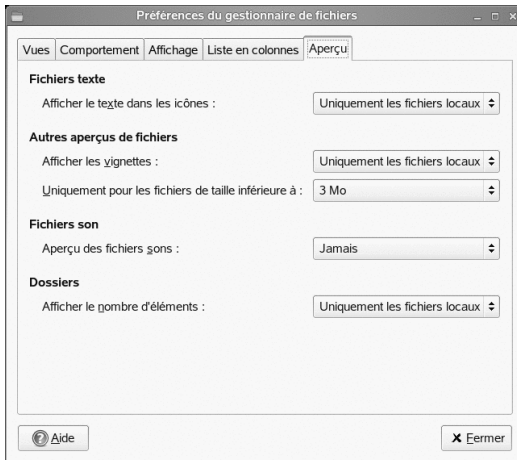 Préférences du gestionnaire de fichiers
Vues Comportement Affichage Liste en colonnes Aperçu
Fichiers texte
Afficher le texte dans les icônes : Uniquement les fichiers locaux
Autres aperçus de fichiers
Afficher les vignettes : Uniquement les fichiers locaux
Uniquement pour les fichiers de taille inférieure à : 3 Mo
Fichiers son
Aperçu des fichiers sons : Jamais
Dossiers
Afficher le nombre d'éléments : Uniquement les fichiers locaux
Aide Fermer